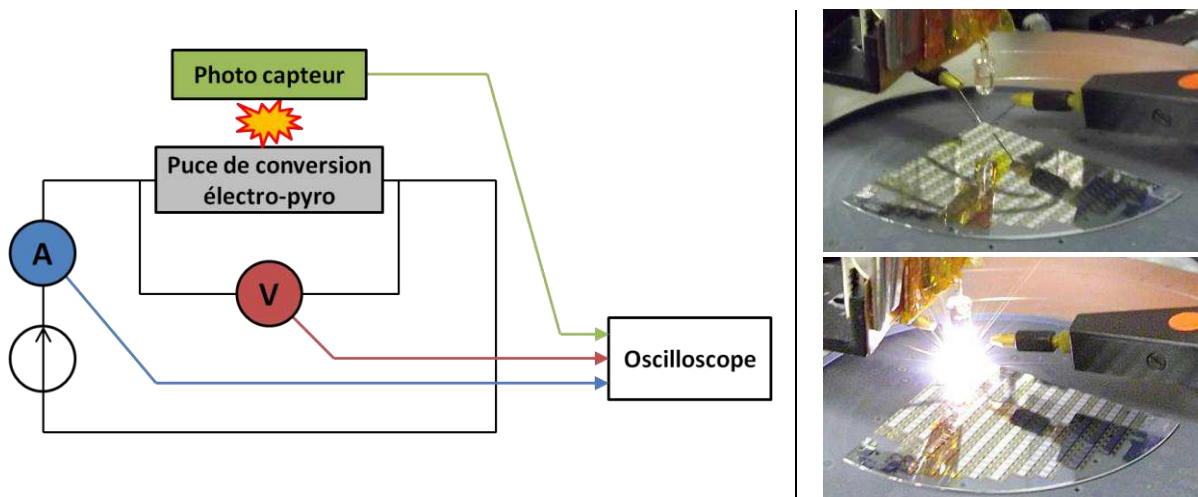 Photo capteur
Puce de conversion
électro-pyro
A
V
Oscilloscope